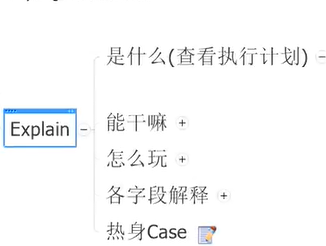 是什么(查看执行计划)
能干嘛
Explain
怎么玩
各字段解释
热身Case